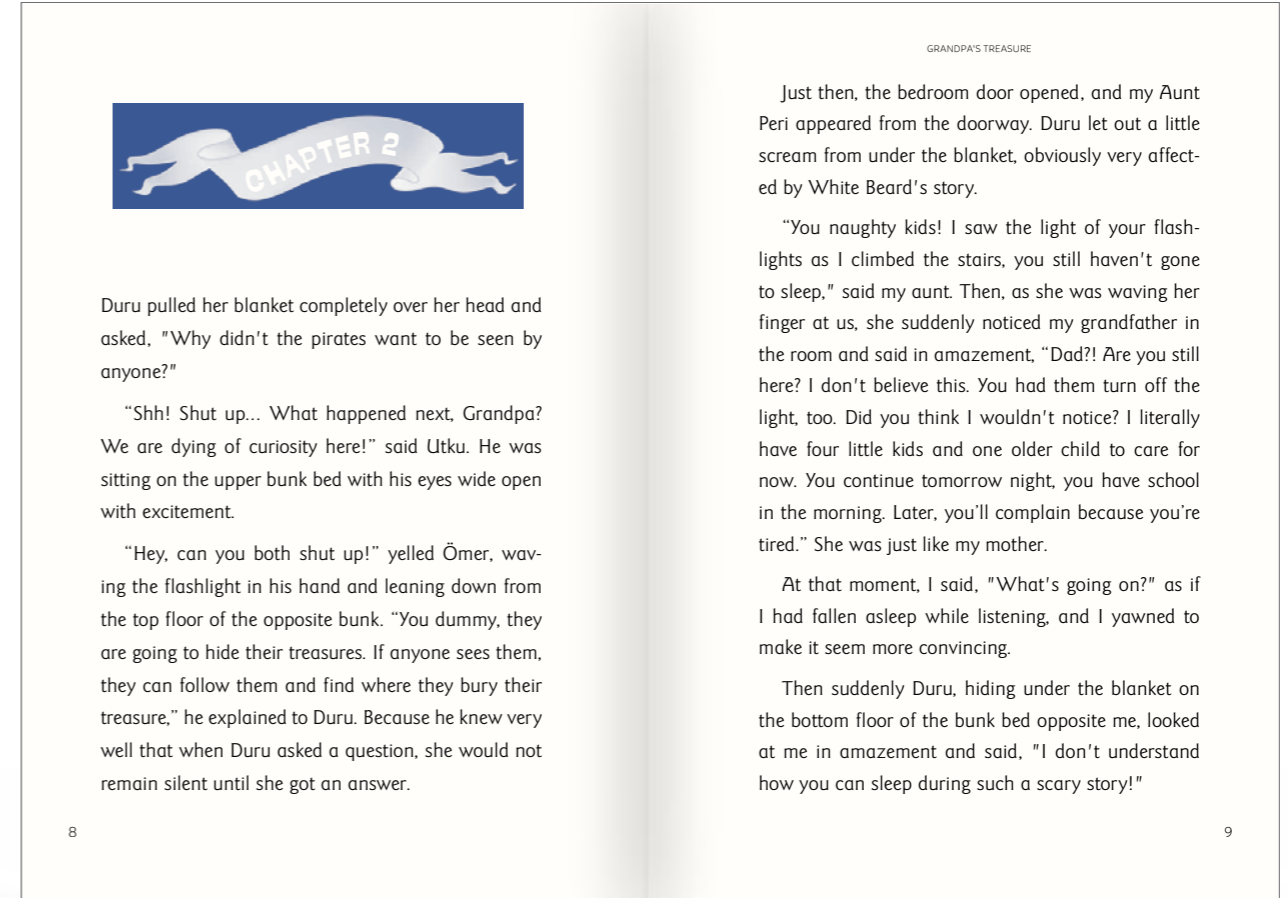 CHAPTER 2
Duru pulled her blanket completely over her head and
asked, "Why didn't the pirates want to be seen by
anyone?"
“Shh! Shut up... What happened next, Grandpa?
We are dying of curiosity here!” said Utku. He was
sitting on the upper bunk bed with his eyes wide open
with excitement.
“Hey, can you both shut up!” yelled Ömer, wav-
ing the flashlight in his hand and leaning down from
the top floor of the opposite bunk. “You dummy, they
are going to hide their treasures. If anyone sees them,
they can follow them and find where they bury their
treasure,” he explained to Duru. Because he knew very
well that when Duru asked a question, she would not
remain silent until she got an answer.
8
GRANDPA'S TREASURE
Just then, the bedroom door opened, and my Aunt
Peri appeared from the doorway. Duru let out a little
scream from under the blanket, obviously very affect-
ed by White Beard's story.
“You naughty kids! I saw the light of your flash-
lights as I climbed the stairs, you still haven't gone
to sleep," said my aunt. Then, as she was waving her
finger at us, she suddenly noticed my grandfather in
the room and said in amazement, “Dad?! Are you still
here? I don't believe this. You had them turn off the
light, too. Did you think I wouldn't notice? I literally
have four little kids and one older child to care for
now. You continue tomorrow night, you have school
in the morning. Later, you’ll complain because you’re
tired.” She was just like my mother.
At that moment, I said, "What's going on?" as if
I had fallen asleep while listening, and I yawned to
make it seem more convincing.
Then suddenly Duru, hiding under the blanket on
the bottom floor of the bunk bed opposite me, looked
at me in amazement and said, "I don't understand
how you can sleep during such a scary story!"
9